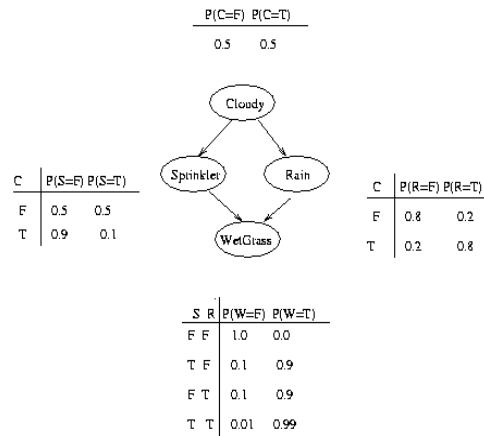 P(C=F) P(C=T)
0.5 0.5
Cloudy
Sprinkler
Rain
WetGrass
C P(S=F) P(S=T)
F 0.5 0.5
T 0.9 0.1
C P(R=F) P(R=T)
F 0.8 0.2
T 0.2 0.8
S R P(W=F) P(W=T)
F F 1.0 0.0
T F 0.1 0.9
F T 0.1 0.9
T T 0.01 0.99